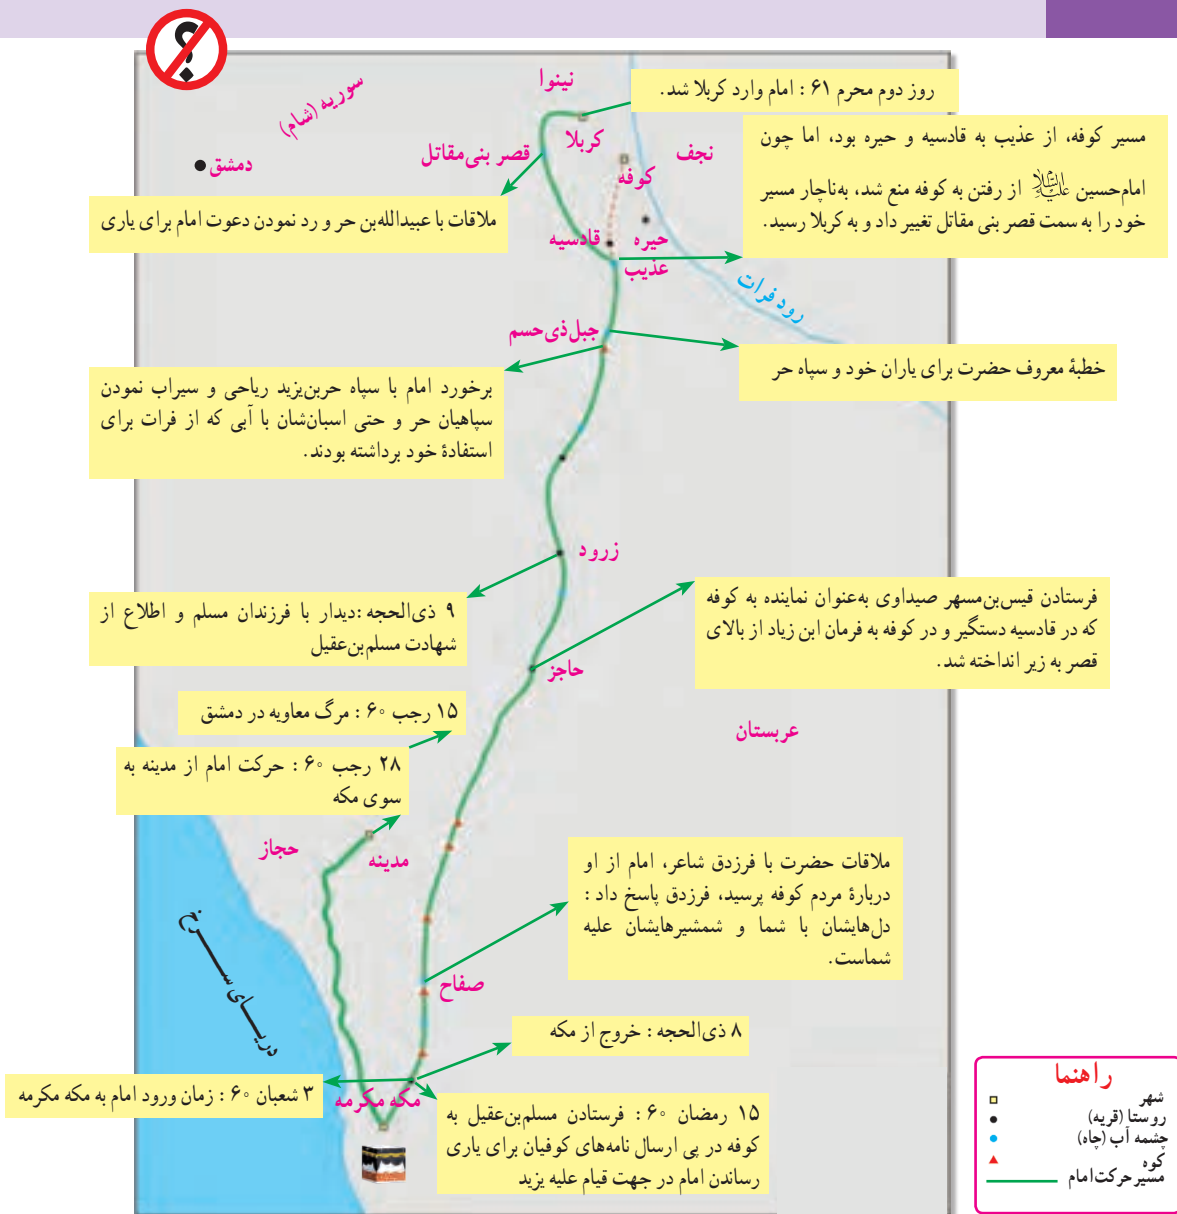 ؟
نینوا
سوریه (شام)
روز دوم محرم ۶۱ : امام وارد کربلا شد.
کربلا
قصر بنی‌مقاتل
نجف
دمشق
کوفه
مسیر کوفه، از عذیب به قادسیه و حیره بود، اما چون
امام‌حسین علیه‌السلام از رفتن به کوفه منع شد، به‌ناچار مسیر
خود را به سمت قصر بنی مقاتل تغییر داد و به کربلا رسید.
ملاقات با عبیدالله‌بن حر و رد نمودن دعوت امام برای یاری
قادسیه
حیره
عذیب
رود فرات
جبل‌ذی‌حسم
خطبهٔ معروف حضرت برای یاران خود و سپاه حر
برخورد امام با سپاه حربن‌یزید ریاحی و سیراب نمودن
سپاهیان حر و حتی اسبان‌شان با آبی که از فرات برای
استفادهٔ خود برداشته بودند.
زرود
۹ ذی‌الحجه :دیدار با فرزندان مسلم و اطلاع از
شهادت مسلم‌بن‌عقیل
فرستادن قیس‌بن‌مسهر صیداوی به‌عنوان نماینده به کوفه
که در قادسیه دستگیر و در کوفه به فرمان ابن زیاد از بالای
قصر به زیر انداخته شد.
حاجز
۱۵ رجب ۶۰ : مرگ معاویه در دمشق
عربستان
۲۸ رجب ۶۰ : حرکت امام از مدینه به
سوی مکه
حجاز
مدینه
ملاقات حضرت با فرزدق شاعر، امام از او
دربارهٔ مردم کوفه پرسید، فرزدق پاسخ داد :
دل‌هایشان با شما و شمشیرهایشان علیه
شماست.
دریـــای ســـــرخ
صفاح
۸ ذی‌الحجه : خروج از مکه
۳ شعبان ۶۰ : زمان ورود امام به مکه مکرمه
مکه مکرمه
۱۵ رمضان ۶۰ : فرستادن مسلم‌بن‌عقیل به
کوفه در پی ارسال نامه‌های کوفیان برای یاری
رساندن امام در جهت قیام علیه یزید
راهنما
شهر
روستا (قریه)
چشمه آب (چاه)
کوه
مسیر حرکت‌امام